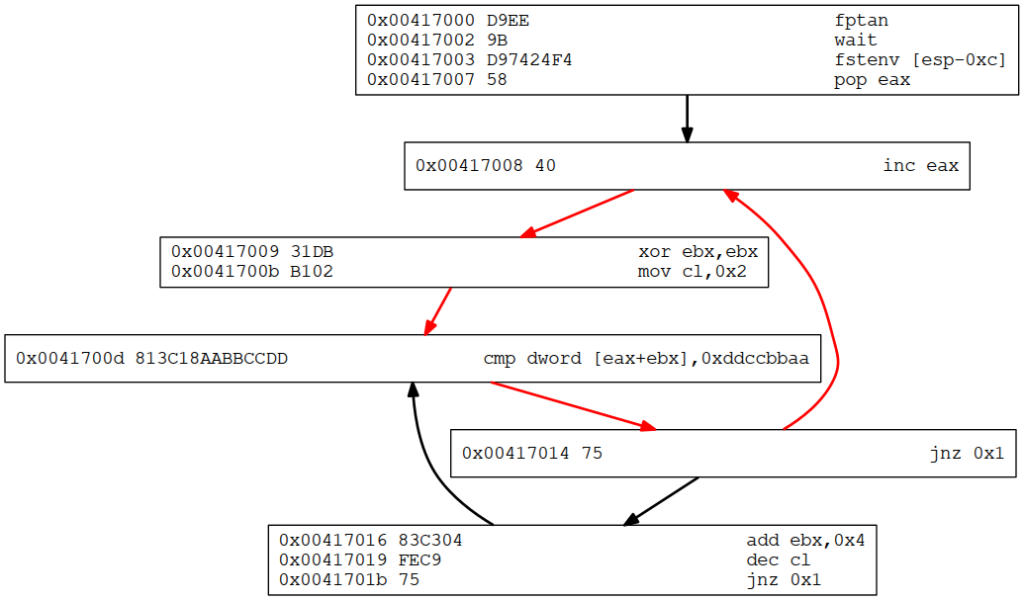 0x00417000 D9EE fptan
0x00417002 9B wait
0x00417003 D97424F4 fstenv [esp-0xc]
0x00417007 58 pop eax
0x00417008 40 inc eax
0x00417009 31DB xor ebx,ebx
0x0041700b B102 mov cl,0x2
0x0041700d 813C18AABBCCDD cmp dword [eax+ebx],0xddccbbaa
0x00417014 75 jnz 0x1
0x00417016 83C304 add ebx,0x4
0x00417019 FEC9 dec cl
0x0041701b 75 jnz 0x1